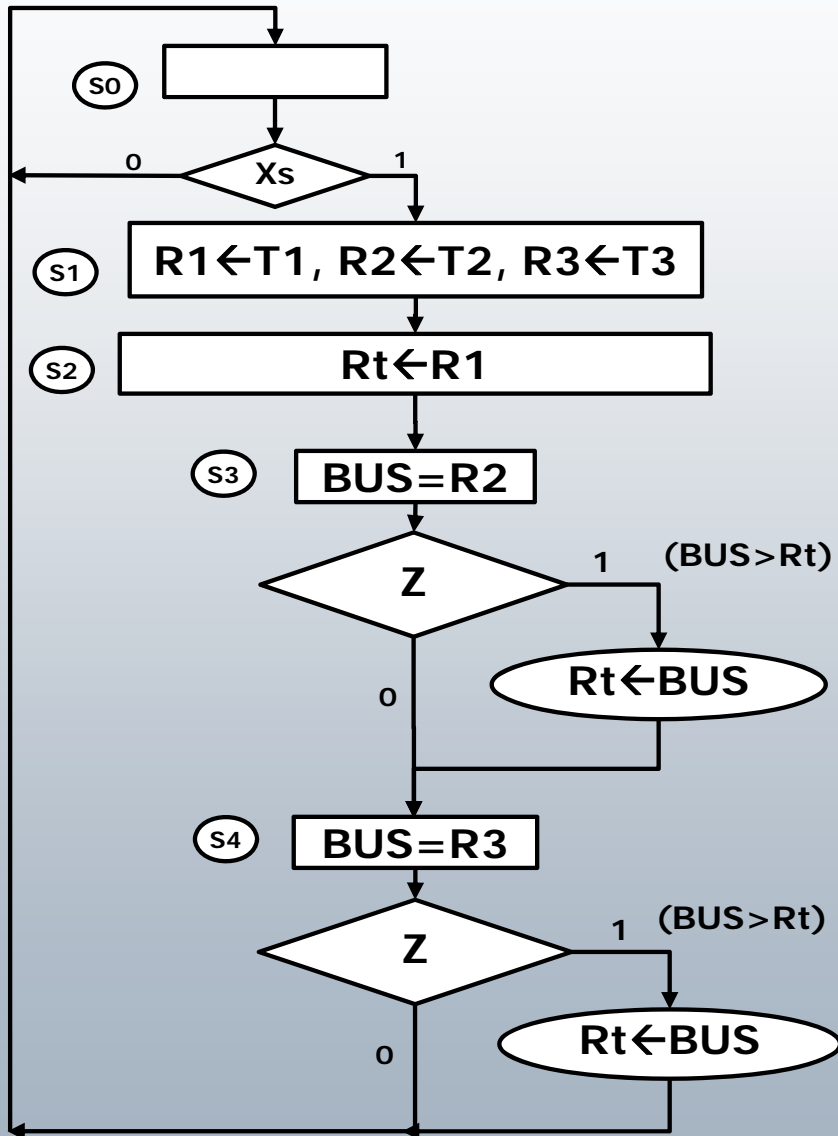 S0
0
Xs
1
S1
R1←T1, R2←T2, R3←T3
S2
Rt←R1
S3
BUS=R2
Z
1
(BUS>Rt)
0
Rt←BUS
S4
BUS=R3
Z
1
(BUS>Rt)
0
Rt←BUS